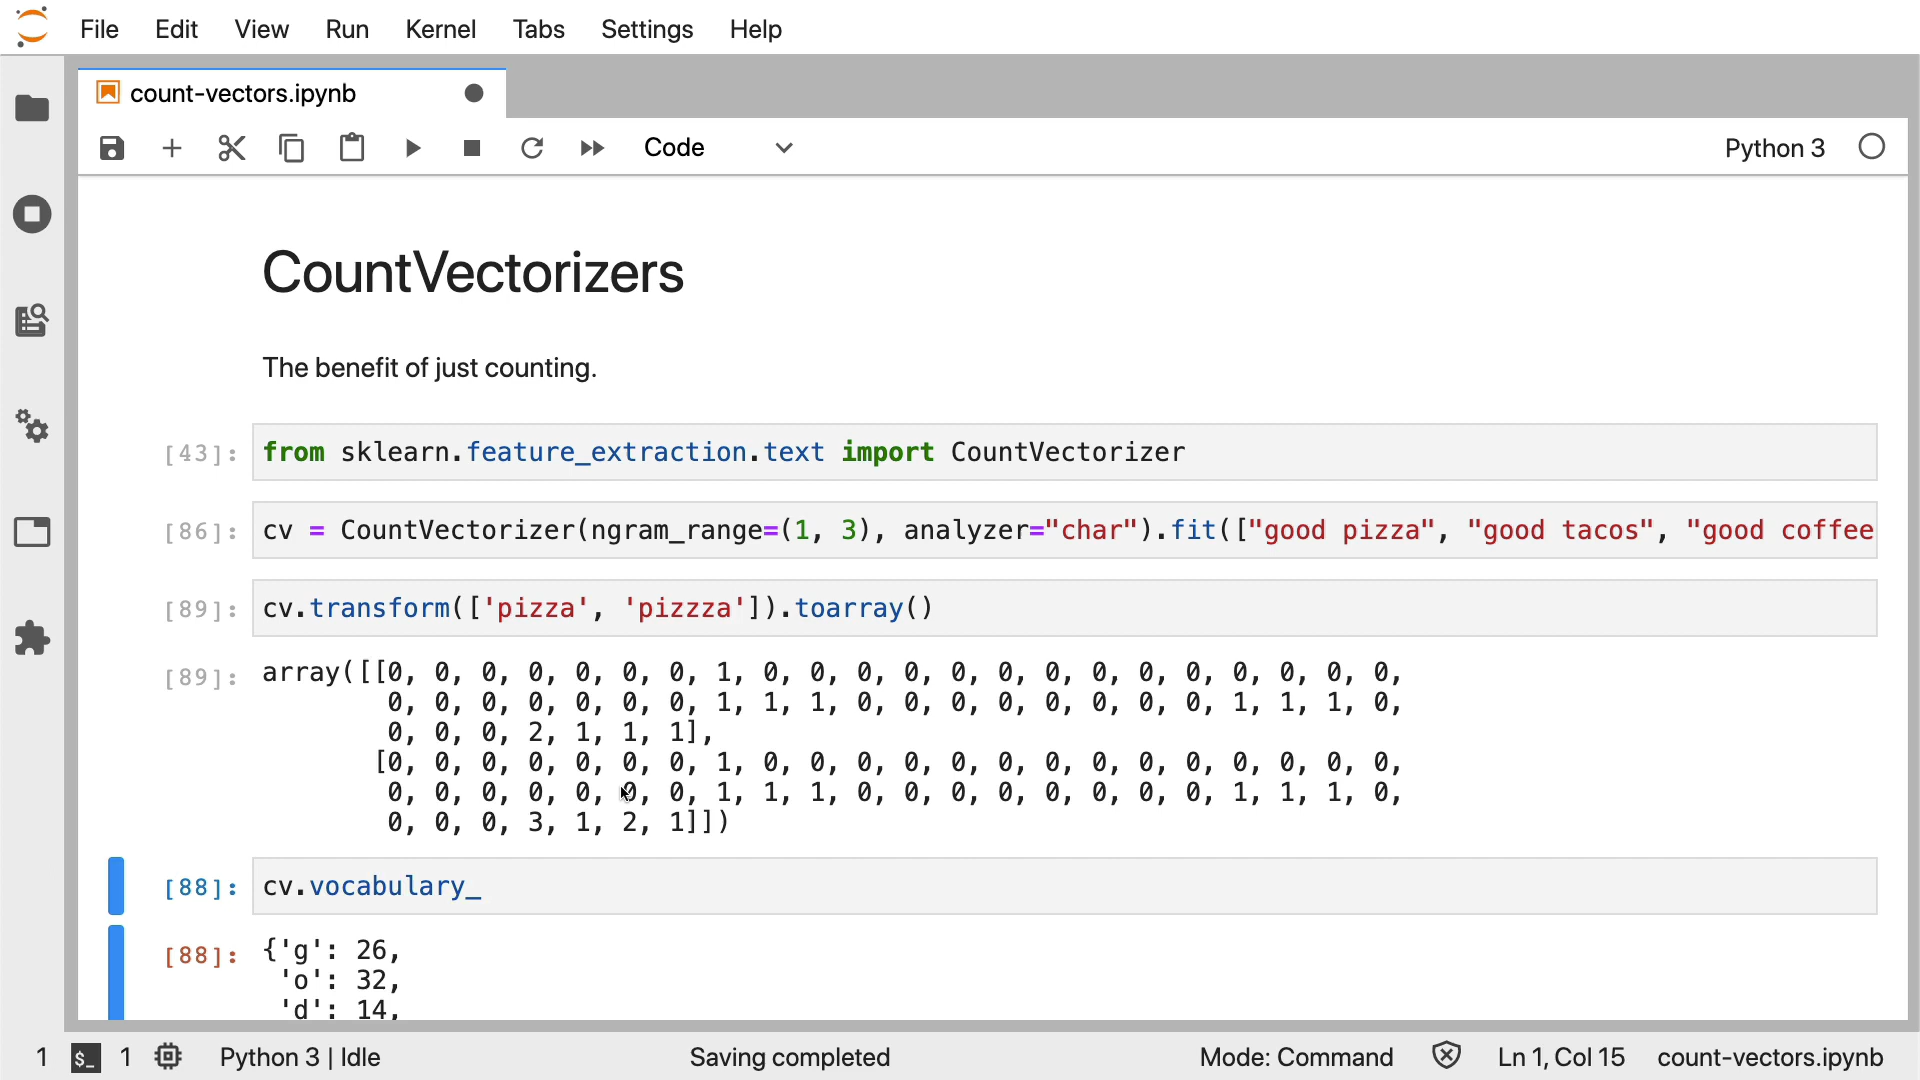 File Edit View Run Kernel Tabs Settings Help
count-vectors.ipynb
Code Python 3
CountVectorizers
The benefit of just counting.
[43]: from sklearn.feature_extraction.text import CountVectorizer
[86]: cv = CountVectorizer(ngram_range=(1, 3), analyzer="char").fit(["good pizza", "good tacos", "good coffee
[89]: cv.transform(['pizza', 'pizzza']).toarray()
[89]: array([[0, 0, 0, 0, 0, 0, 0, 1, 0, 0, 0, 0, 0, 0, 0, 0, 0, 0, 0, 0, 0, 0,
0, 0, 0, 0, 0, 0, 0, 1, 1, 1, 0, 0, 0, 0, 0, 0, 0, 0, 1, 1, 1, 0,
0, 0, 0, 2, 1, 1, 1],
[0, 0, 0, 0, 0, 0, 0, 1, 0, 0, 0, 0, 0, 0, 0, 0, 0, 0, 0, 0, 0, 0,
0, 0, 0, 0, 0, 0, 0, 1, 1, 1, 0, 0, 0, 0, 0, 0, 0, 0, 1, 1, 1, 0,
0, 0, 0, 3, 1, 2, 1]])
[88]: cv.vocabulary_
[88]: {'g': 26,
'o': 32,
'd': 14,
1 $_ 1 Python 3 | Idle Saving completed Mode: Command Ln 1, Col 15 count-vectors.ipynb